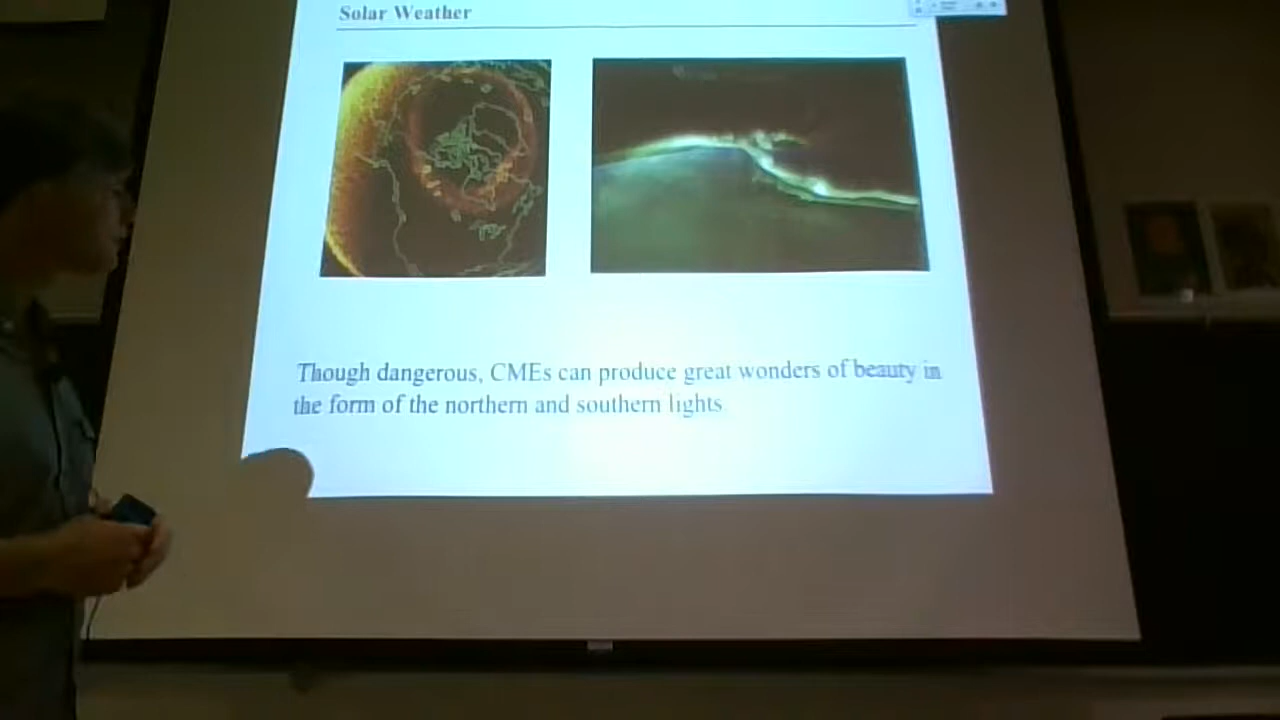 Solar Weather
Though dangerous, CMEs can produce great wonders of beauty in
the form of the northern and southern lights